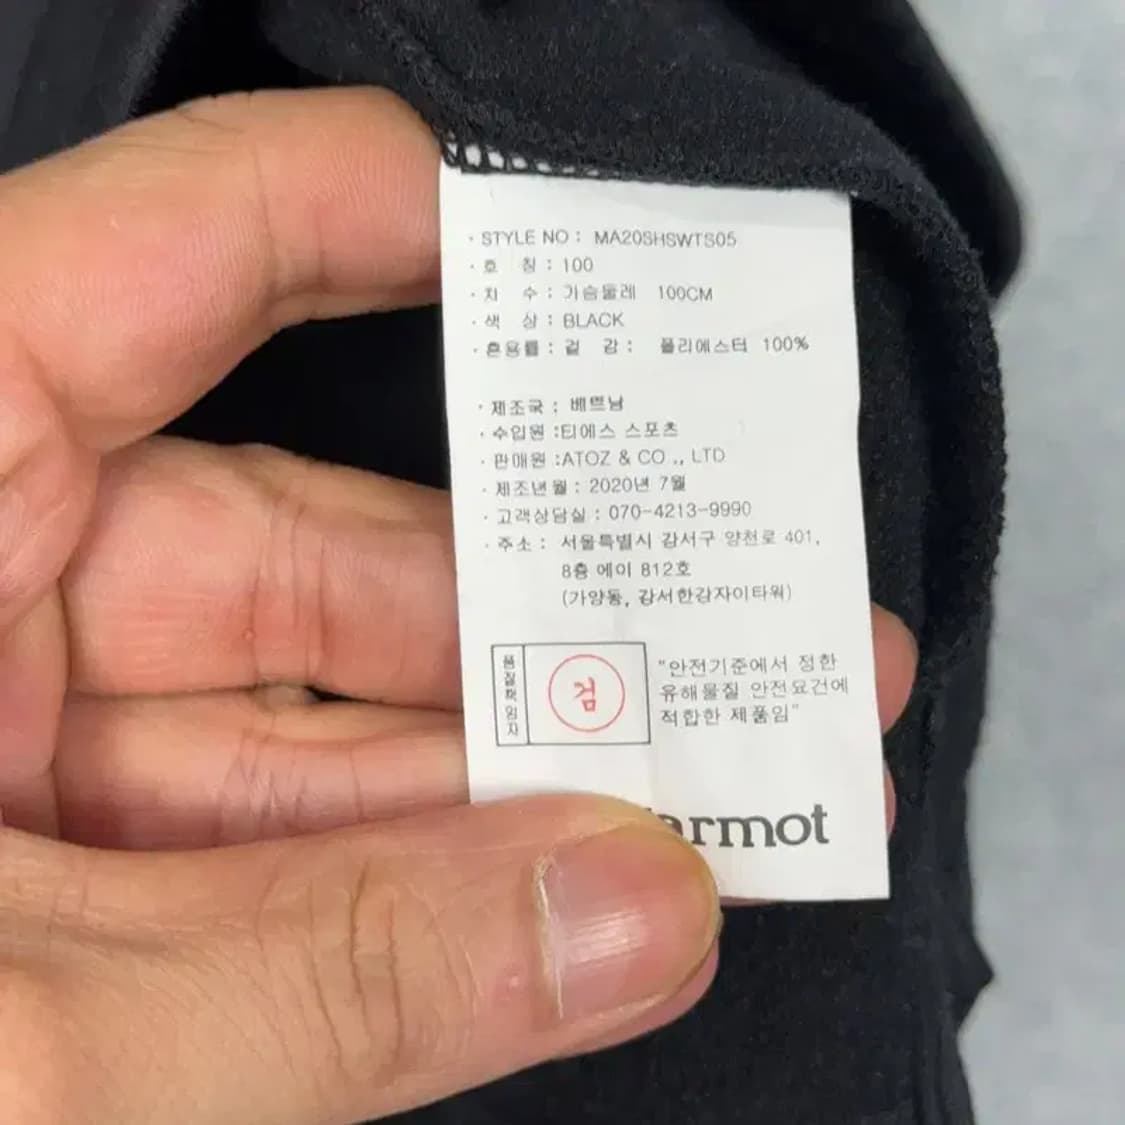 · STYLE NO : MA20SHSWTS05
· 호 칭 : 100
· 치 수 : 가슴둘레 100CM
· 색 상 : BLACK
· 혼용률 : 겉 감 : 폴리에스터 100%
· 제조국 : 베트남
· 수입원 :티에스 스포츠
· 판매원 :ATOZ & CO ., LTD
· 제조년월 : 2020년 7월
· 고객상담실 : 070-4213-9990
· 주소 : 서울특별시 강서구 양천로 401,
8층 에이 812호
(가양동, 강서한강자이타워)
품질책임자
검
"안전기준에서 정한
유해물질 안전요건에
적합한 제품임"
armot